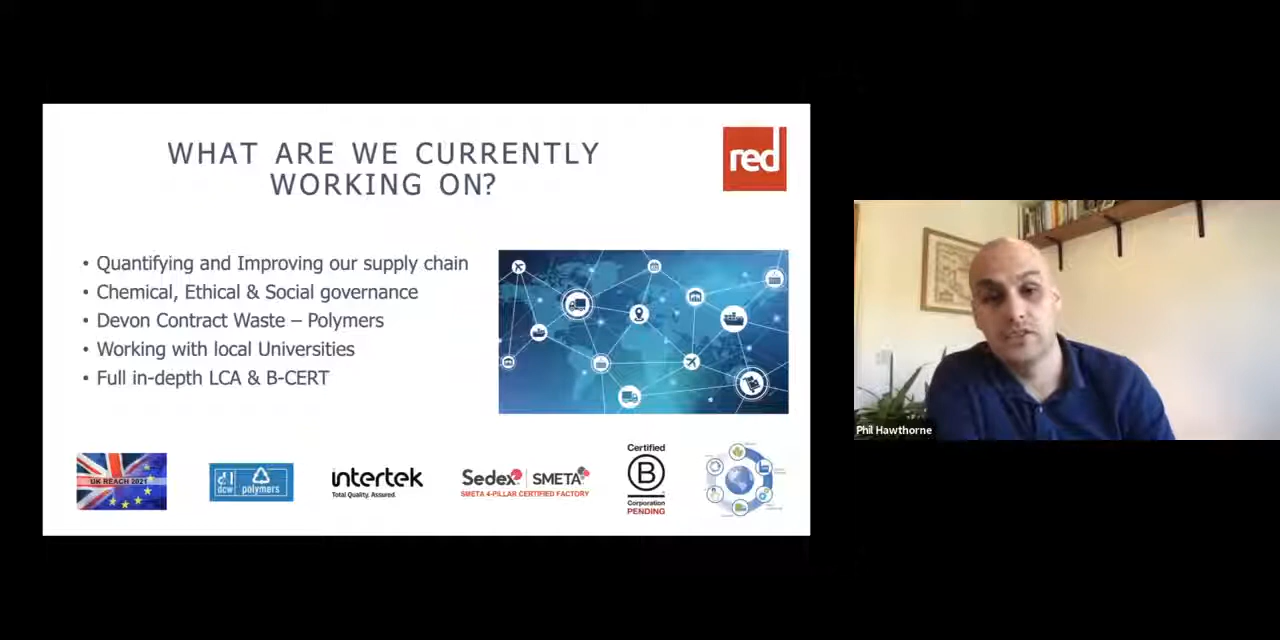 WHAT ARE WE CURRENTLY
WORKING ON?
red
• Quantifying and Improving our supply chain
• Chemical, Ethical & Social governance
• Devon Contract Waste – Polymers
• Working with local Universities
• Full in-depth LCA & B-CERT
UK REACH 2021
dcw polymers
intertek
Total Quality. Assured.
Sedex SMETA
SMETA 4-PILLAR CERTIFIED FACTORY
Certified
B
Corporation
PENDING
Phil Hawthorne